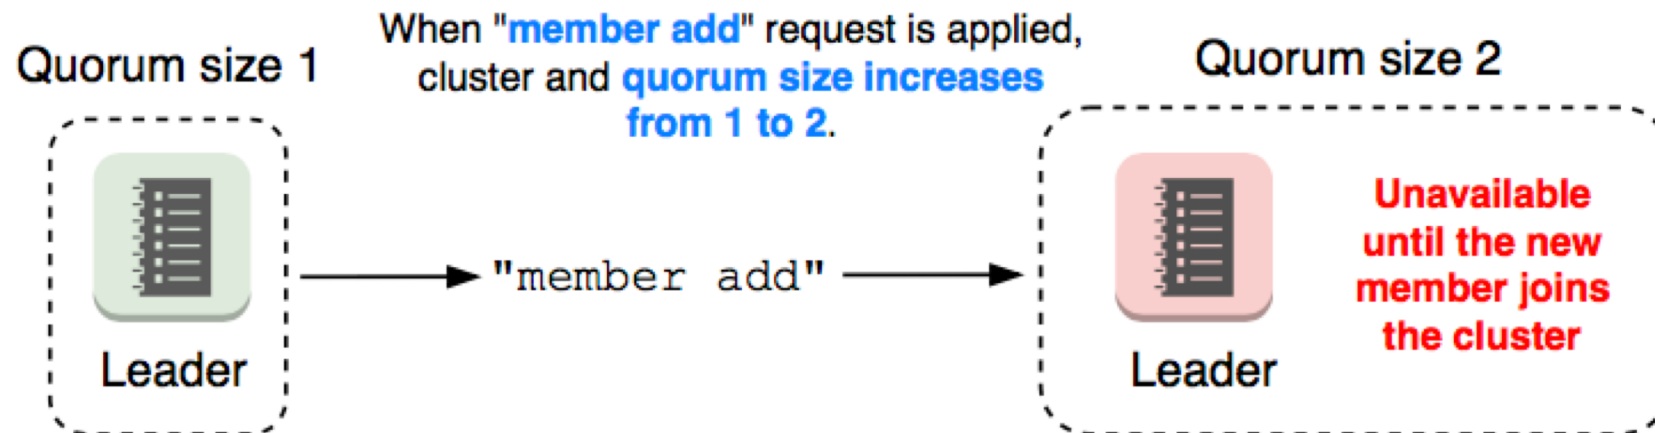 When "member add" request is applied,
cluster and quorum size increases
from 1 to 2.
Quorum size 1
Leader
"member add"
Quorum size 2
Leader
Unavailable
until the new
member joins
the cluster